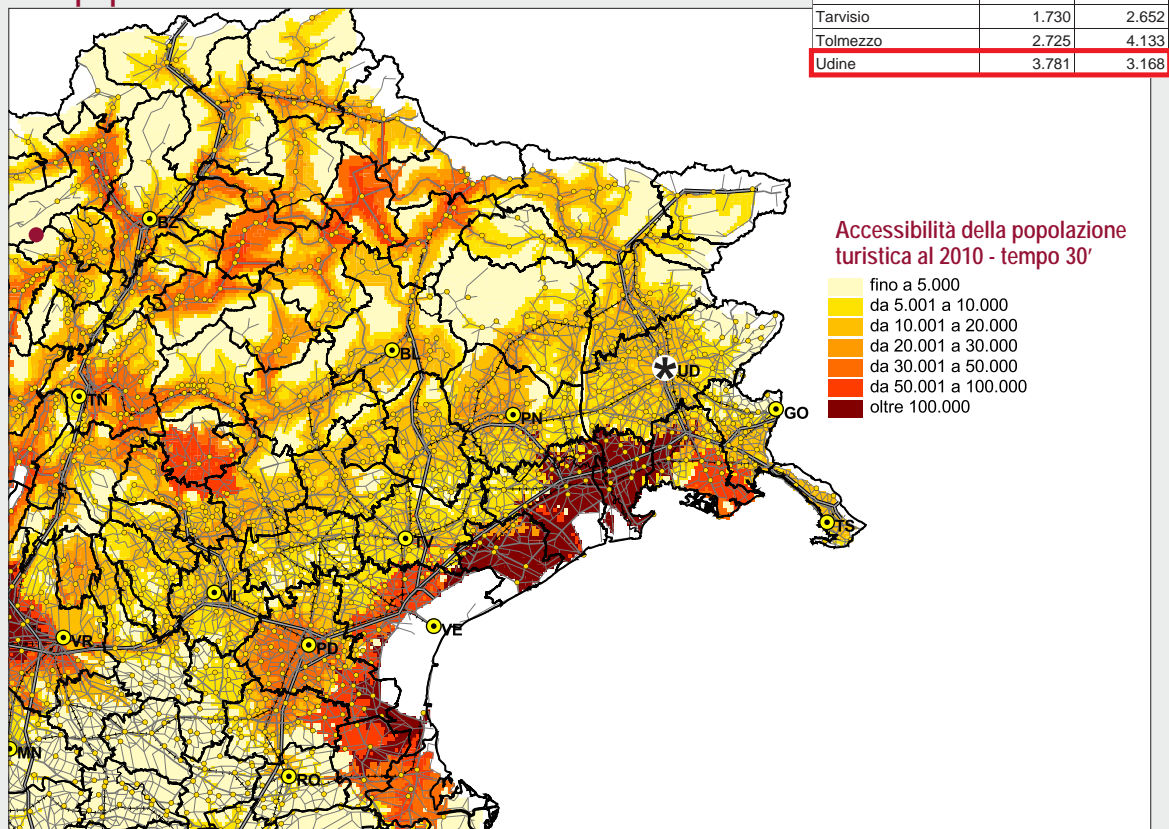 Tarvisio 1.730 2.652
Tolmezzo 2.725 4.133
Udine 3.781 3.168
BZ
Accessibilità della popolazione
turistica al 2010 - tempo 30'
fino a 5.000
da 5.001 a 10.000
da 10.001 a 20.000
da 20.001 a 30.000
da 30.001 a 50.000
da 50.001 a 100.000
oltre 100.000
BL
UD
TN
PN
GO
TS
TV
VI
VE
VR
PD
MN
RO